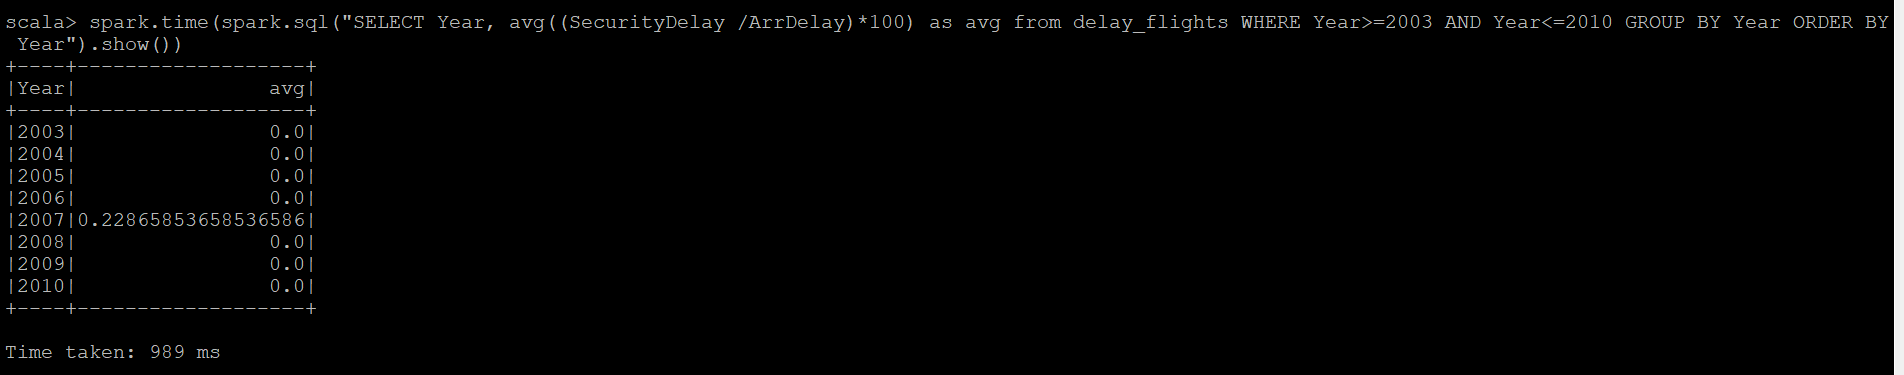 scala> spark.time(spark.sql("SELECT Year, avg((SecurityDelay /ArrDelay)*100) as avg from delay_flights WHERE Year>=2003 AND Year<=2010 GROUP BY Year ORDER BY
 Year").show())
+----+-------------------+
|Year|                avg|
+----+-------------------+
|2003|                0.0|
|2004|                0.0|
|2005|                0.0|
|2006|                0.0|
|2007|0.22865853658536586|
|2008|                0.0|
|2009|                0.0|
|2010|                0.0|
+----+-------------------+
Time taken: 989 ms